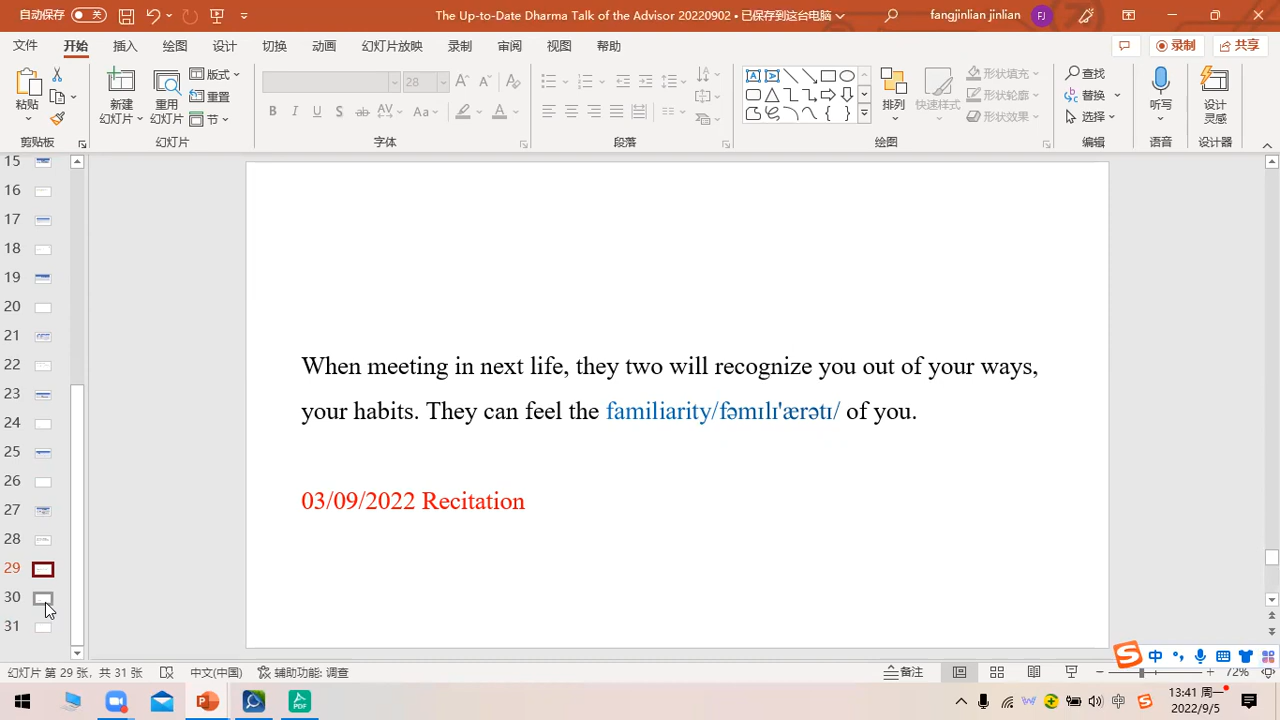 自动保存 关
The Up-to-Date Dharma Talk of the Advisor 20220902 • 已保存到这台电脑
fangjinlian jinlian FJ
文件 开始 插入 绘图 设计 切换 动画 幻灯片放映 录制 审阅 视图 帮助 录制 共享
粘贴 新建 幻灯片 重用 幻灯片 版式 重置 节 28 排列 快速样式 形状填充 形状轮廓 形状效果 查找 替换 选择 听写 设计 灵感
剪贴板 幻灯片 字体 段落 绘图 编辑 语音 设计器
15
16
17
18
19
20
21
22
23
24
25
26
27
28
29
30
31
When meeting in next life, they two will recognize you out of your ways,
your habits. They can feel the familiarity/fəmɪlɪ'ærətɪ/ of you.
03/09/2022 Recitation
幻灯片 第 29 张，共 31 张 中文(中国) 辅助功能: 调查 备注 72%
中
13:41 周一
2022/9/5